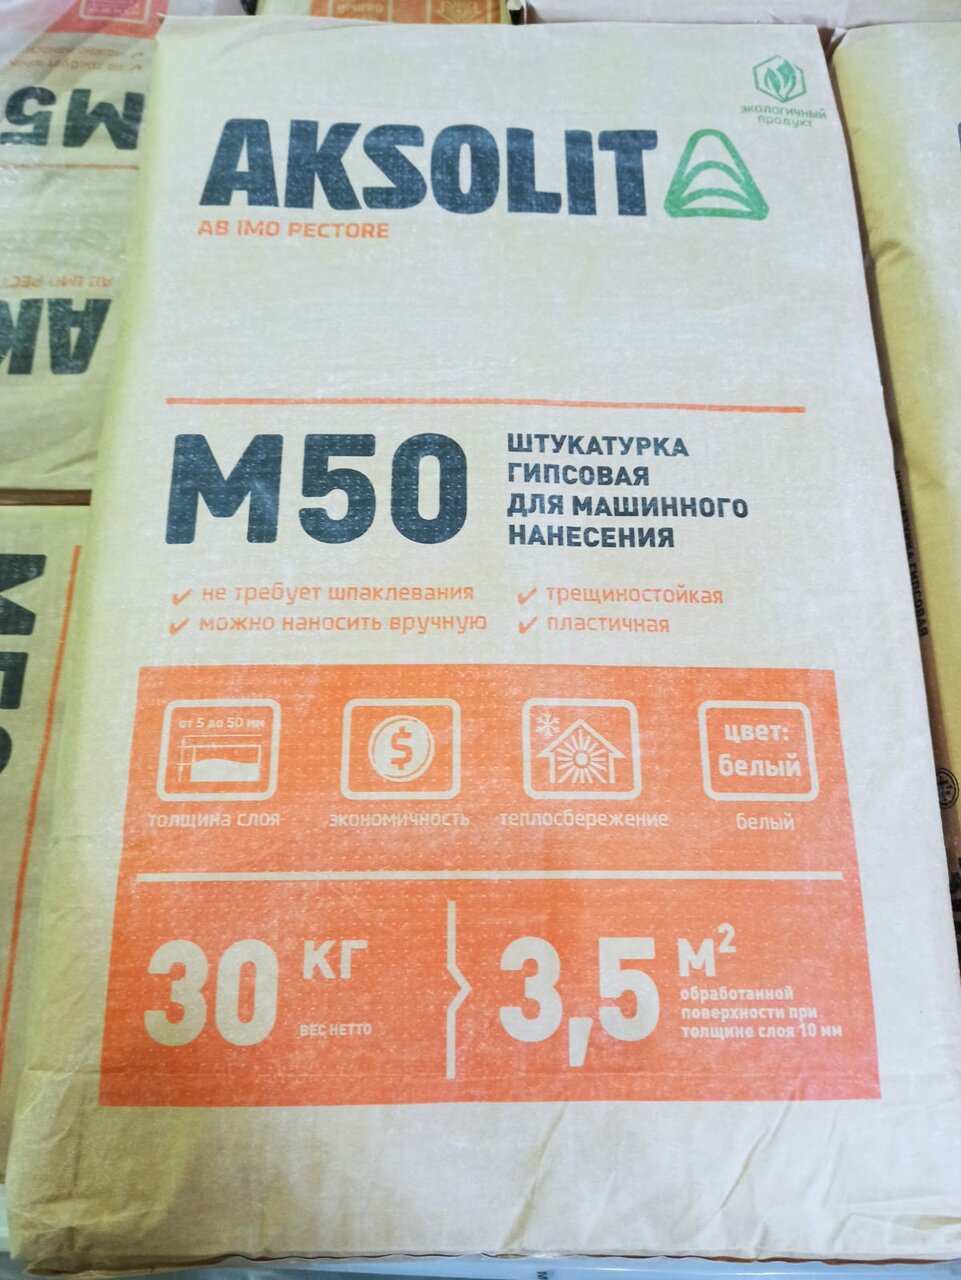 экологичный
продукт
AKSOLIT
AB IMO PECTORE
M50
ШТУКАТУРКА
ГИПСОВАЯ
ДЛЯ МАШИННОГО
НАНЕСЕНИЯ
не требует шпаклевания
трещиностойкая
можно наносить вручную
пластичная
от 5 до 50 мм
$
цвет:
белый
толщина слоя
экономичность
теплосбережение
белый
30 кг
ВЕС НЕТТО
3,5 м²
обработанной
поверхности при
толщине слоя 10 мм